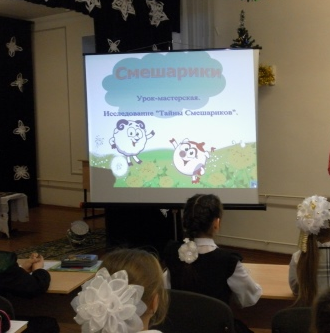 Смешарики
Урок-мастерская.
Исследование "Тайны Смешариков".